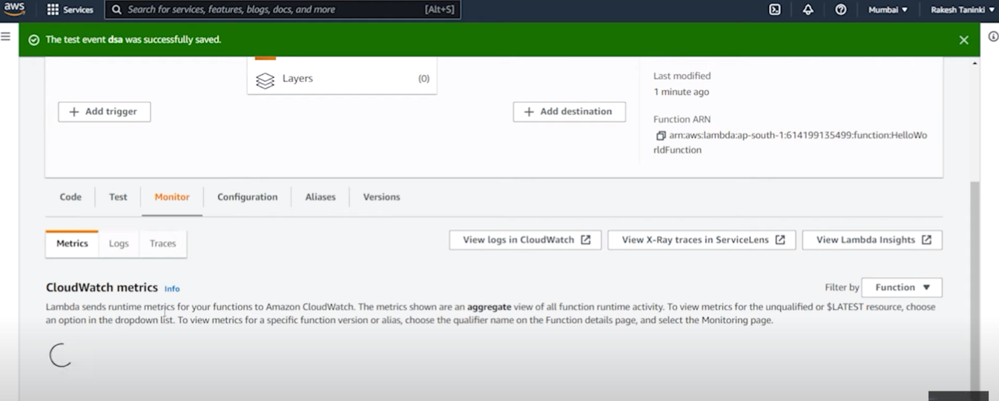 aws Services Search for services, features, blogs, docs, and more [Alt+S] Mumbai ▼ Rakesh Taninki ▼
The test event dsa was successfully saved.
Layers (0)
Last modified
1 minute ago
Add trigger
Add destination
Function ARN
arn:aws:lambda:ap-south-1:614199135499:function:HelloWo
rldFunction
Code Test Monitor Configuration Aliases Versions
Metrics Logs Traces View logs in CloudWatch View X-Ray traces in ServiceLens View Lambda Insights
CloudWatch metrics Info Filter by Function ▼
Lambda sends runtime metrics for your functions to Amazon CloudWatch. The metrics shown are an aggregate view of all function runtime activity. To view metrics for the unqualified or $LATEST resource, choose
an option in the dropdown list. To view metrics for a specific function version or alias, choose the qualifier name on the Function details page, and select the Monitoring page.